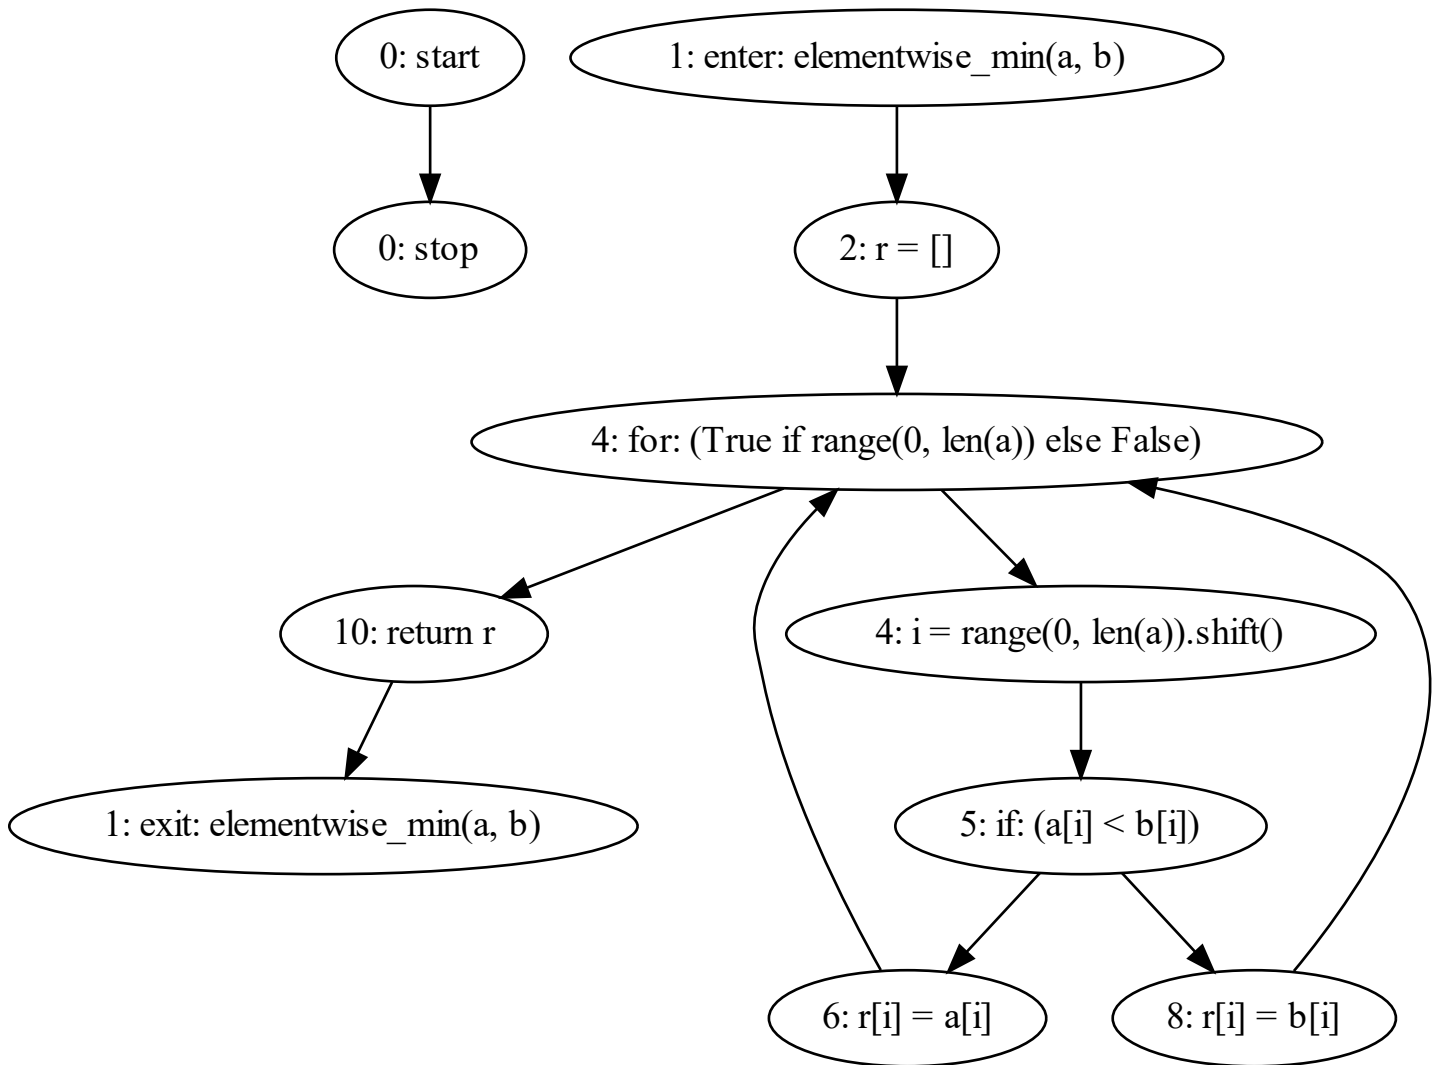 0: start
1: enter: elementwise_min(a, b)
0: stop
2: r = []
4: for: (True if range(0, len(a)) else False)
10: return r
4: i = range(0, len(a)).shift()
1: exit: elementwise_min(a, b)
5: if: (a[i] < b[i])
6: r[i] = a[i]
8: r[i] = b[i]